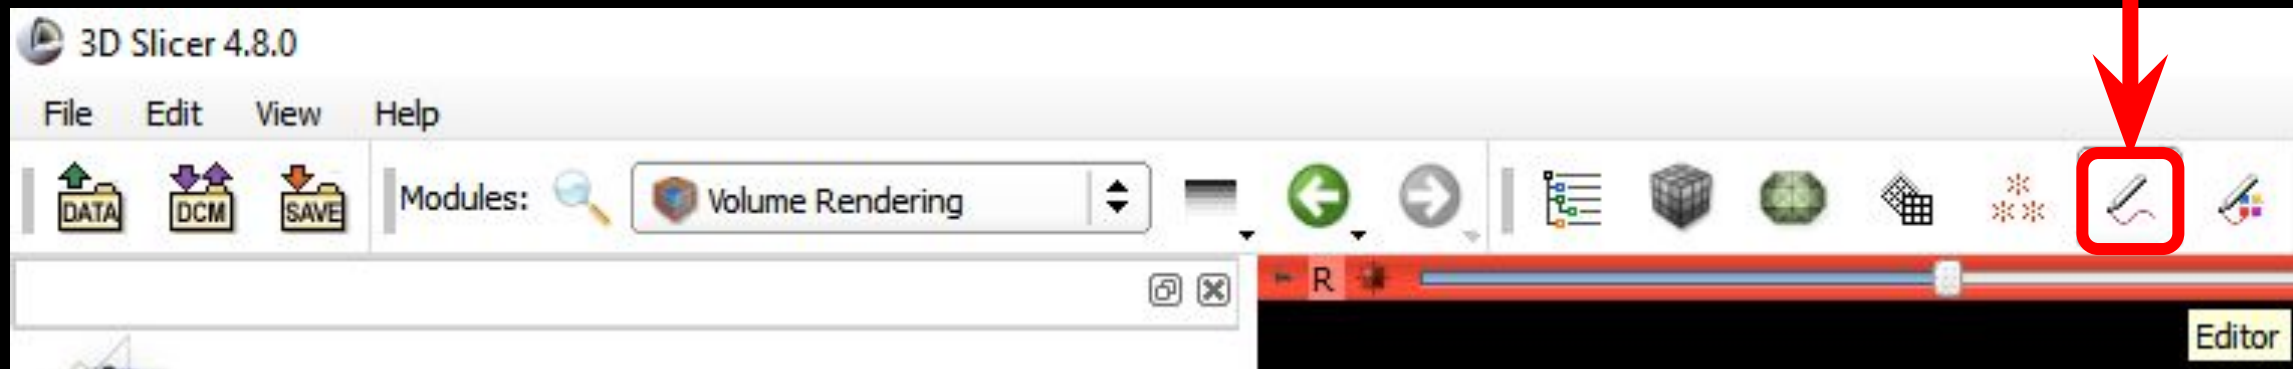 3D Slicer 4.8.0
File Edit View Help
DATA DCM SAVE Modules: Volume Rendering
R
Editor